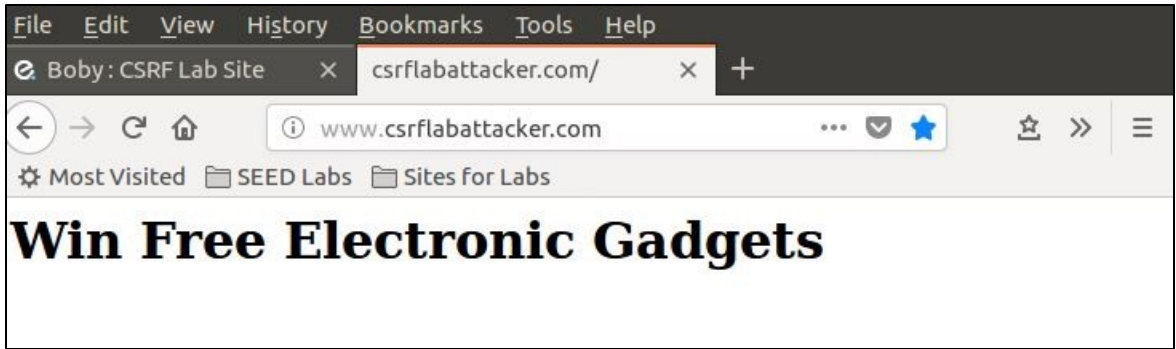 File Edit View History Bookmarks Tools Help
Boby : CSRF Lab Site × csrflabattacker.com/ × +
www.csrflabattacker.com
Most Visited SEED Labs Sites for Labs
Win Free Electronic Gadgets